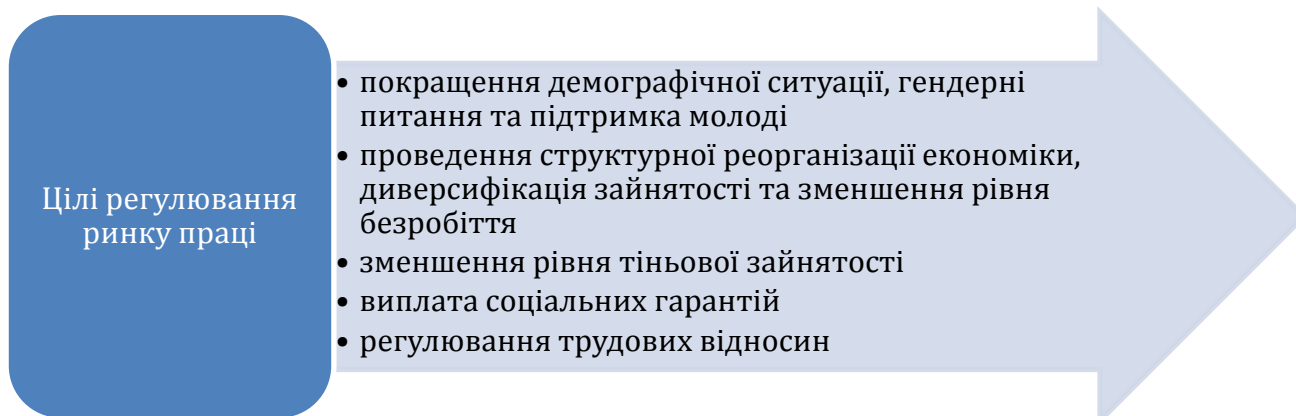 Цілі регулювання
ринку праці
• покращення демографічної ситуації, гендерні
питання та підтримка молоді
• проведення структурної реорганізації економіки,
диверсифікація зайнятості та зменшення рівня
безробіття
• зменшення рівня тіньової зайнятості
• виплата соціальних гарантій
• регулювання трудових відносин